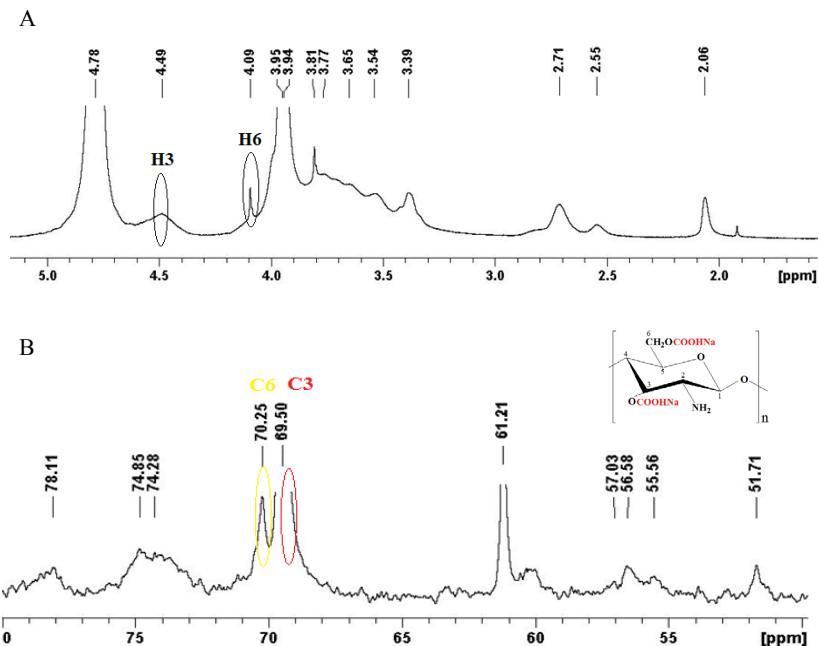 A
4.78
4.49
4.09
3.95
3.94
3.81
3.77
3.65
3.54
3.39
2.71
2.55
2.06
H3
H6
5.0 4.5 4.0 3.5 3.0 2.5 2.0 [ppm]
B
6
CH₂OCOOHNa
4
5
O
O
3
2
1
OCOOHNa
NH₂
n
C6 C3
78.11
74.85
74.28
70.25
69.50
61.21
57.03
56.58
55.56
51.71
0 75 70 65 60 55 [ppm]